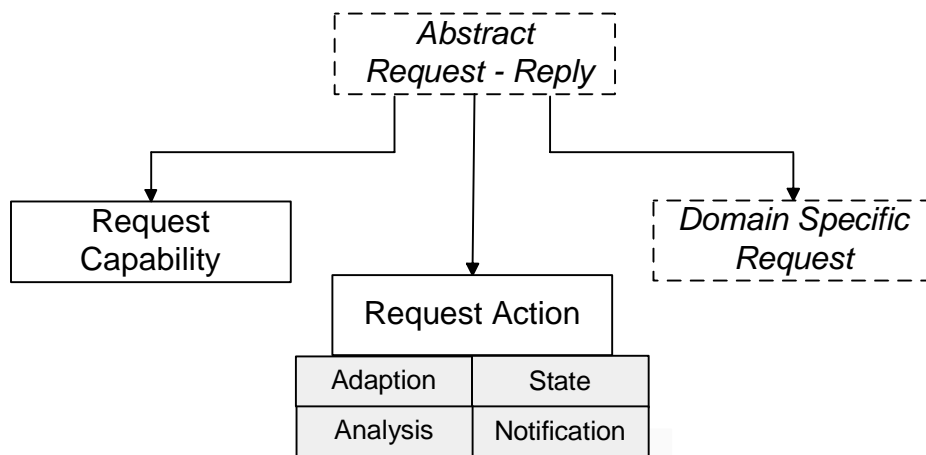 Abstract
Request - Reply
Request
Capability
Domain Specific
Request
Request Action
Adaption
State
Analysis
Notification